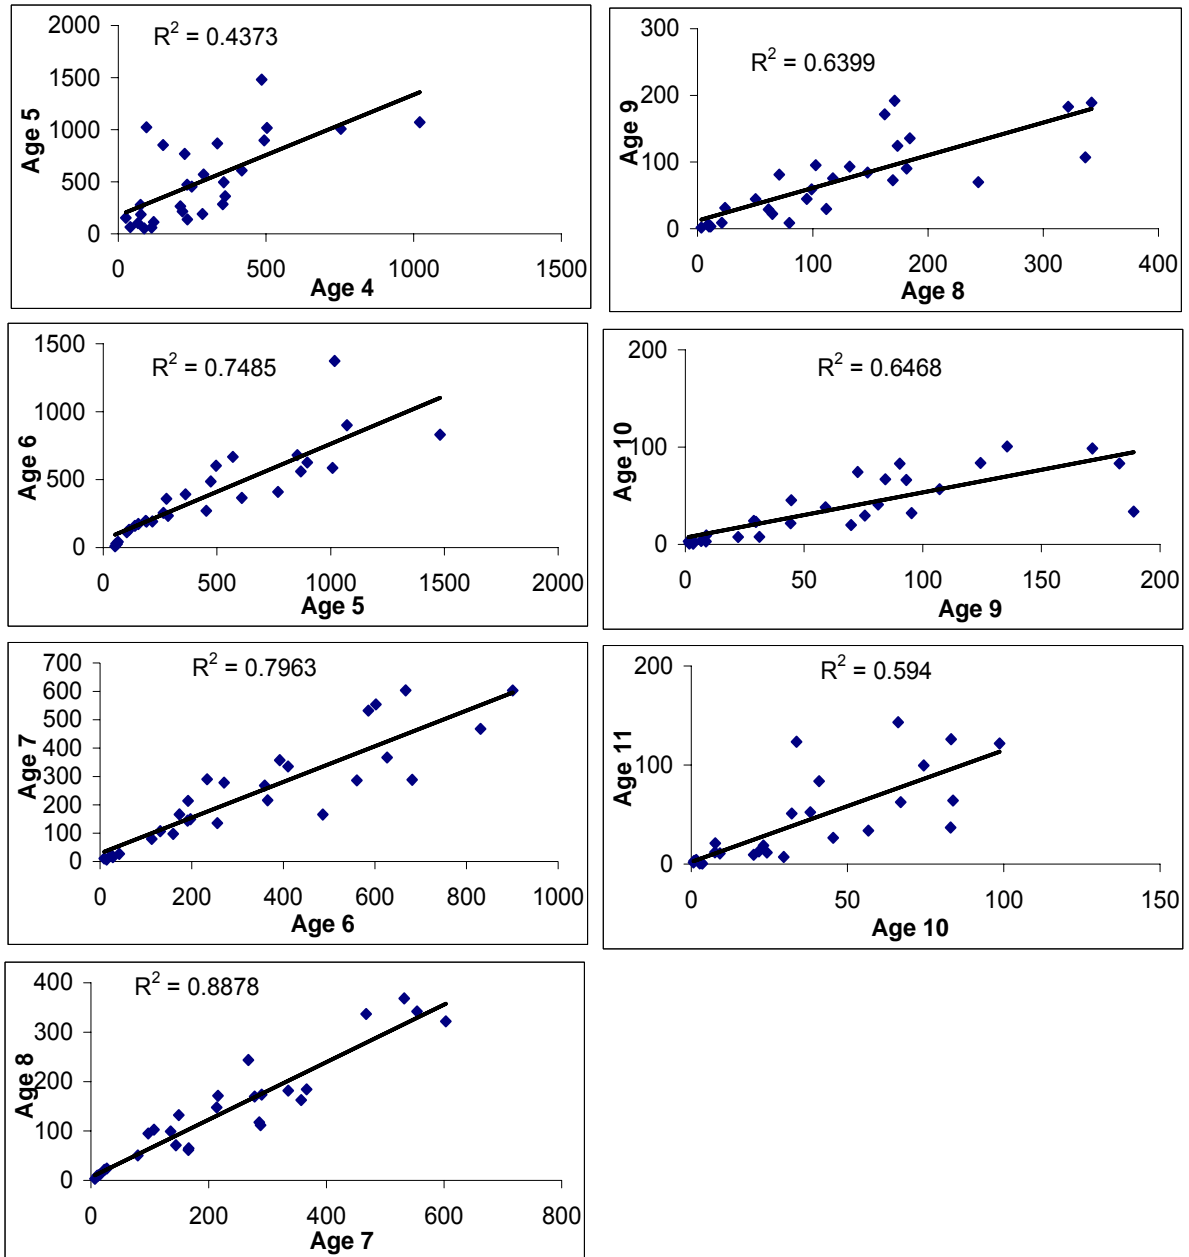 R² = 0.4373
2000
1500
1000
500
0
Age 5
0 500 1000 1500
Age 4
R² = 0.7485
1500
1000
500
0
Age 6
0 500 1000 1500 2000
Age 5
R² = 0.7963
700
600
500
400
300
200
100
0
Age 7
0 200 400 600 800 1000
Age 6
R² = 0.8878
400
300
200
100
0
Age 8
0 200 400 600 800
Age 7
R² = 0.6399
300
200
100
0
Age 9
0 100 200 300 400
Age 8
R² = 0.6468
200
100
0
Age 10
0 50 100 150 200
Age 9
R² = 0.594
200
100
0
Age 11
0 50 100 150
Age 10